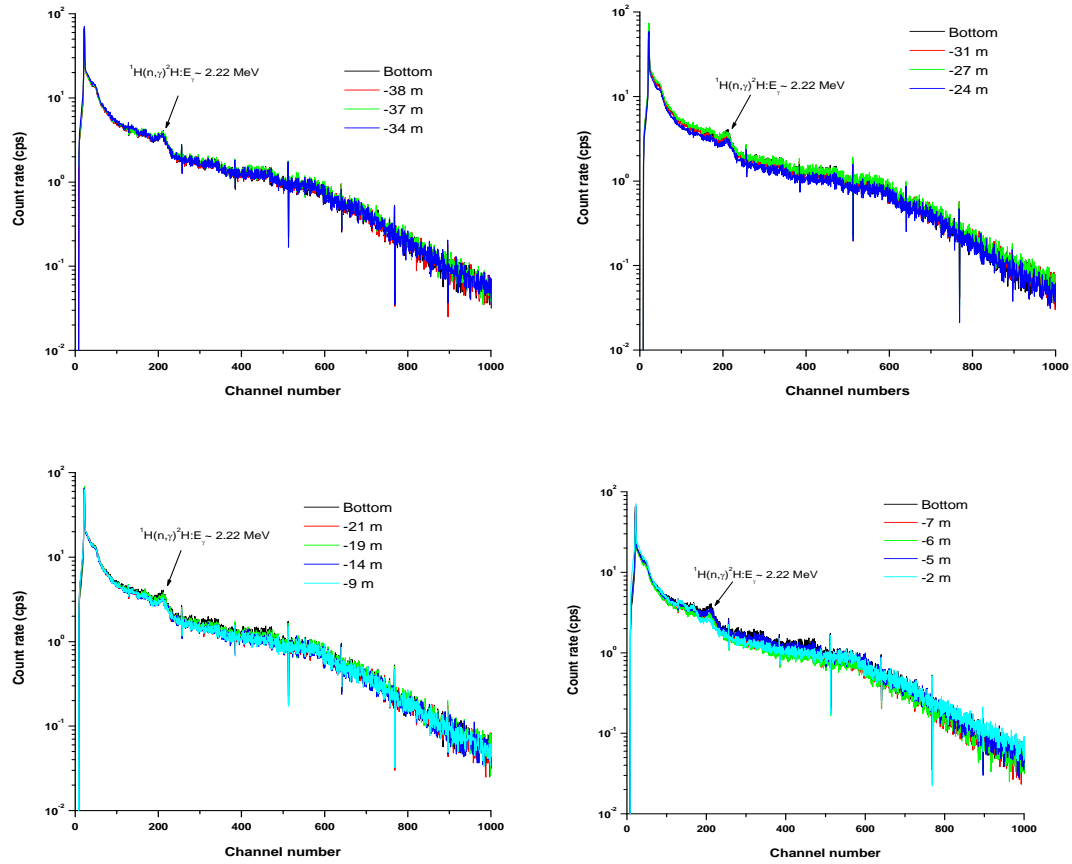 10²
Bottom
-38 m
-37 m
-34 m
¹H(n,γ)²H:Eᵧ~ 2.22 MeV
10¹
10⁰
10⁻¹
10⁻²
Count rate (cps)
0 200 400 600 800 1000
Channel number
10²
Bottom
-31 m
-27 m
-24 m
¹H(n,γ)²H:Eᵧ~ 2.22 MeV
10¹
10⁰
10⁻¹
10⁻²
Count rate (cps)
0 200 400 600 800 1000
Channel numbers
10²
Bottom
-21 m
-19 m
-14 m
-9 m
¹H(n,γ)²H:Eᵧ~ 2.22 MeV
10¹
10⁰
10⁻¹
10⁻²
Count rate (cps)
0 200 400 600 800 1000
Channel number
10²
Bottom
-7 m
-6 m
-5 m
-2 m
¹H(n,γ)²H:Eᵧ~ 2.22 MeV
10¹
10⁰
10⁻¹
10⁻²
Count rate (cps)
0 200 400 600 800 1000
Channel number